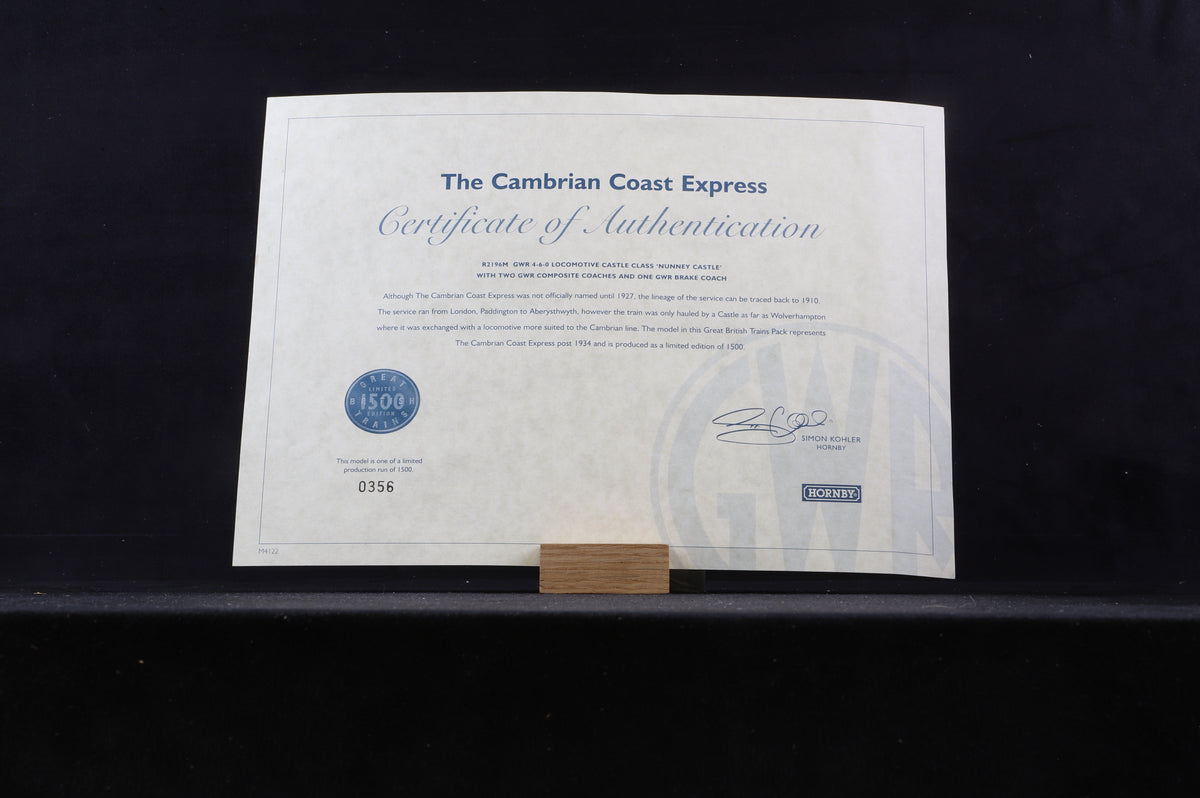 The Cambrian Coast Express
Certificate of Authentication
R2196M GWR 4-6-0 LOCOMOTIVE CASTLE CLASS 'NUNNEY CASTLE'
WITH TWO GWR COMPOSITE COACHES AND ONE GWR BRAKE COACH
Although The Cambrian Coast Express was not officially named until 1927, the lineage of the service can be traced back to 1910.
The service ran from London, Paddington to Aberysthwyth, however the train was only hauled by a Castle as far as Wolverhampton
where it was exchanged with a locomotive more suited to the Cambrian line. The model in this Great British Trains Pack represents
The Cambrian Coast Express post 1934 and is produced as a limited edition of 1500.
GREAT
LIMITED
BRITISH
1500
EDITION
TRAINS
This model is one of a limited
production run of 1500.
0356
SIMON KOHLER
HORNBY
HORNBY
GWR
M4122